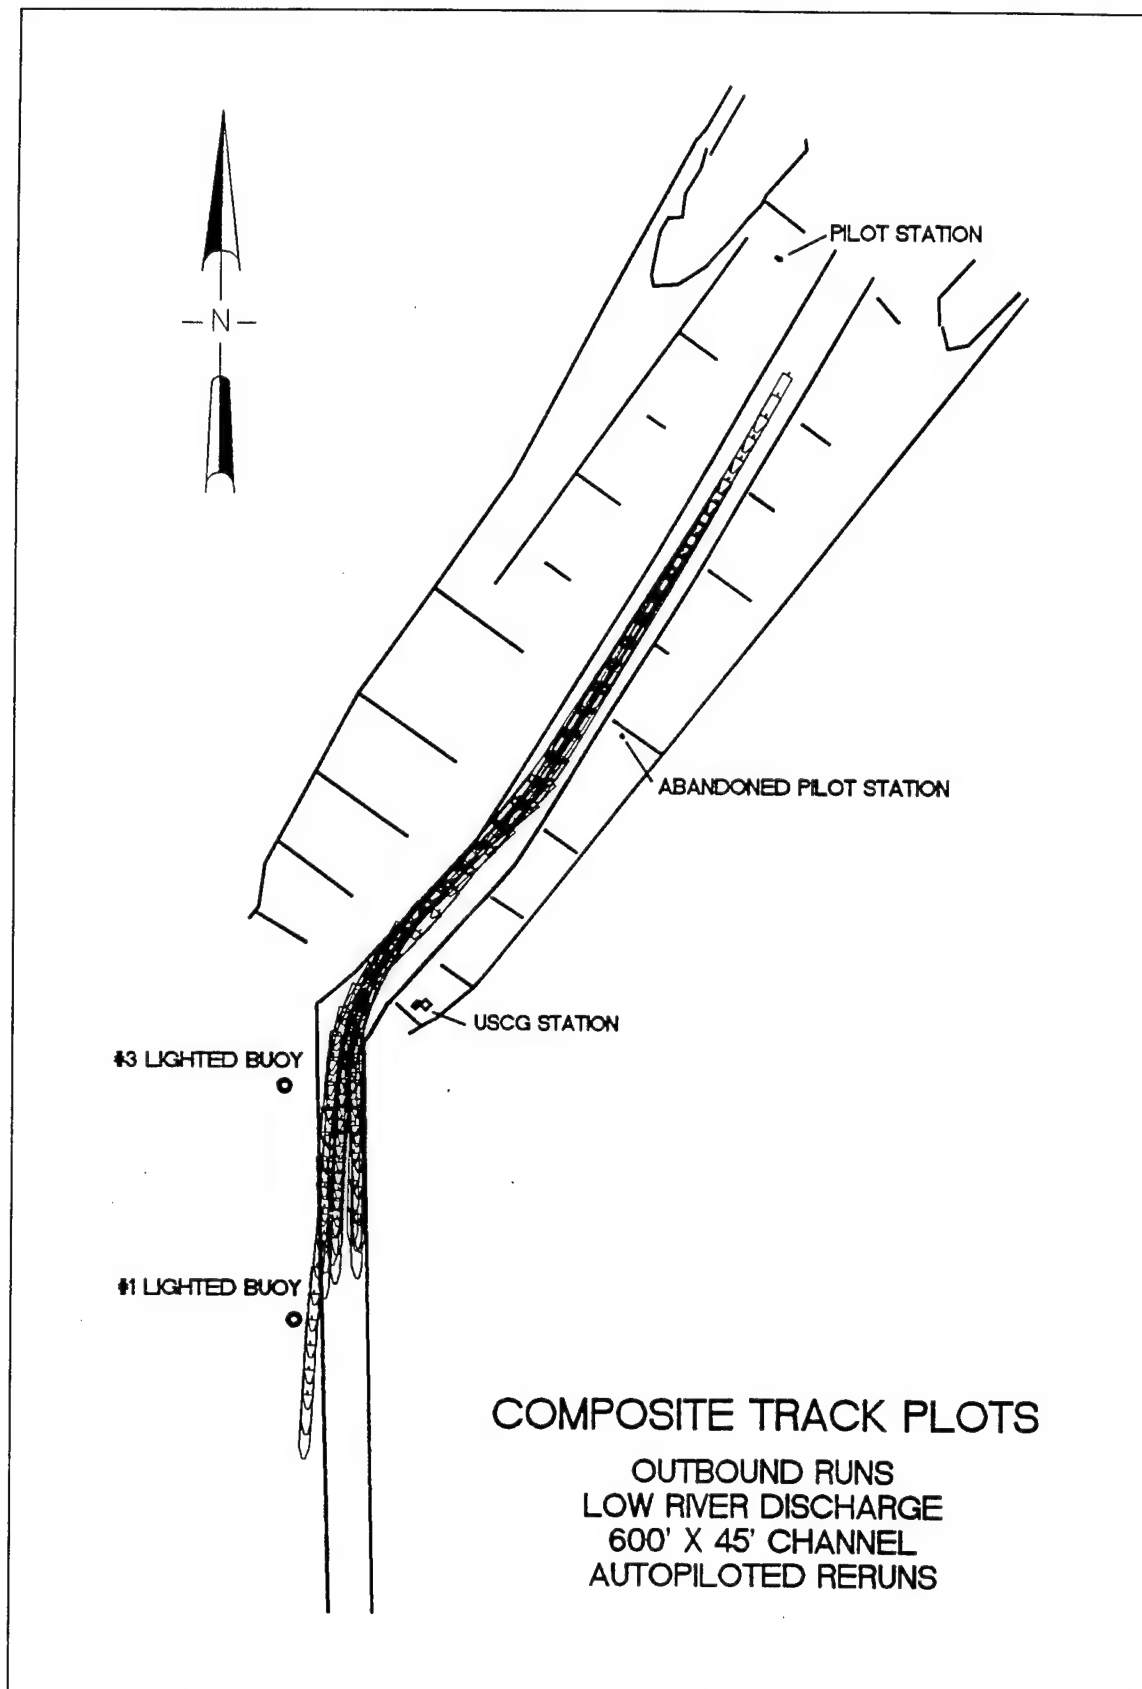 PILOT STATION
N
ABANDONED PILOT STATION
USCG STATION
#3 LIGHTED BUOY
#1 LIGHTED BUOY
COMPOSITE TRACK PLOTS
OUTBOUND RUNS
LOW RIVER DISCHARGE
600' X 45' CHANNEL
AUTOPILOTED RERUNS